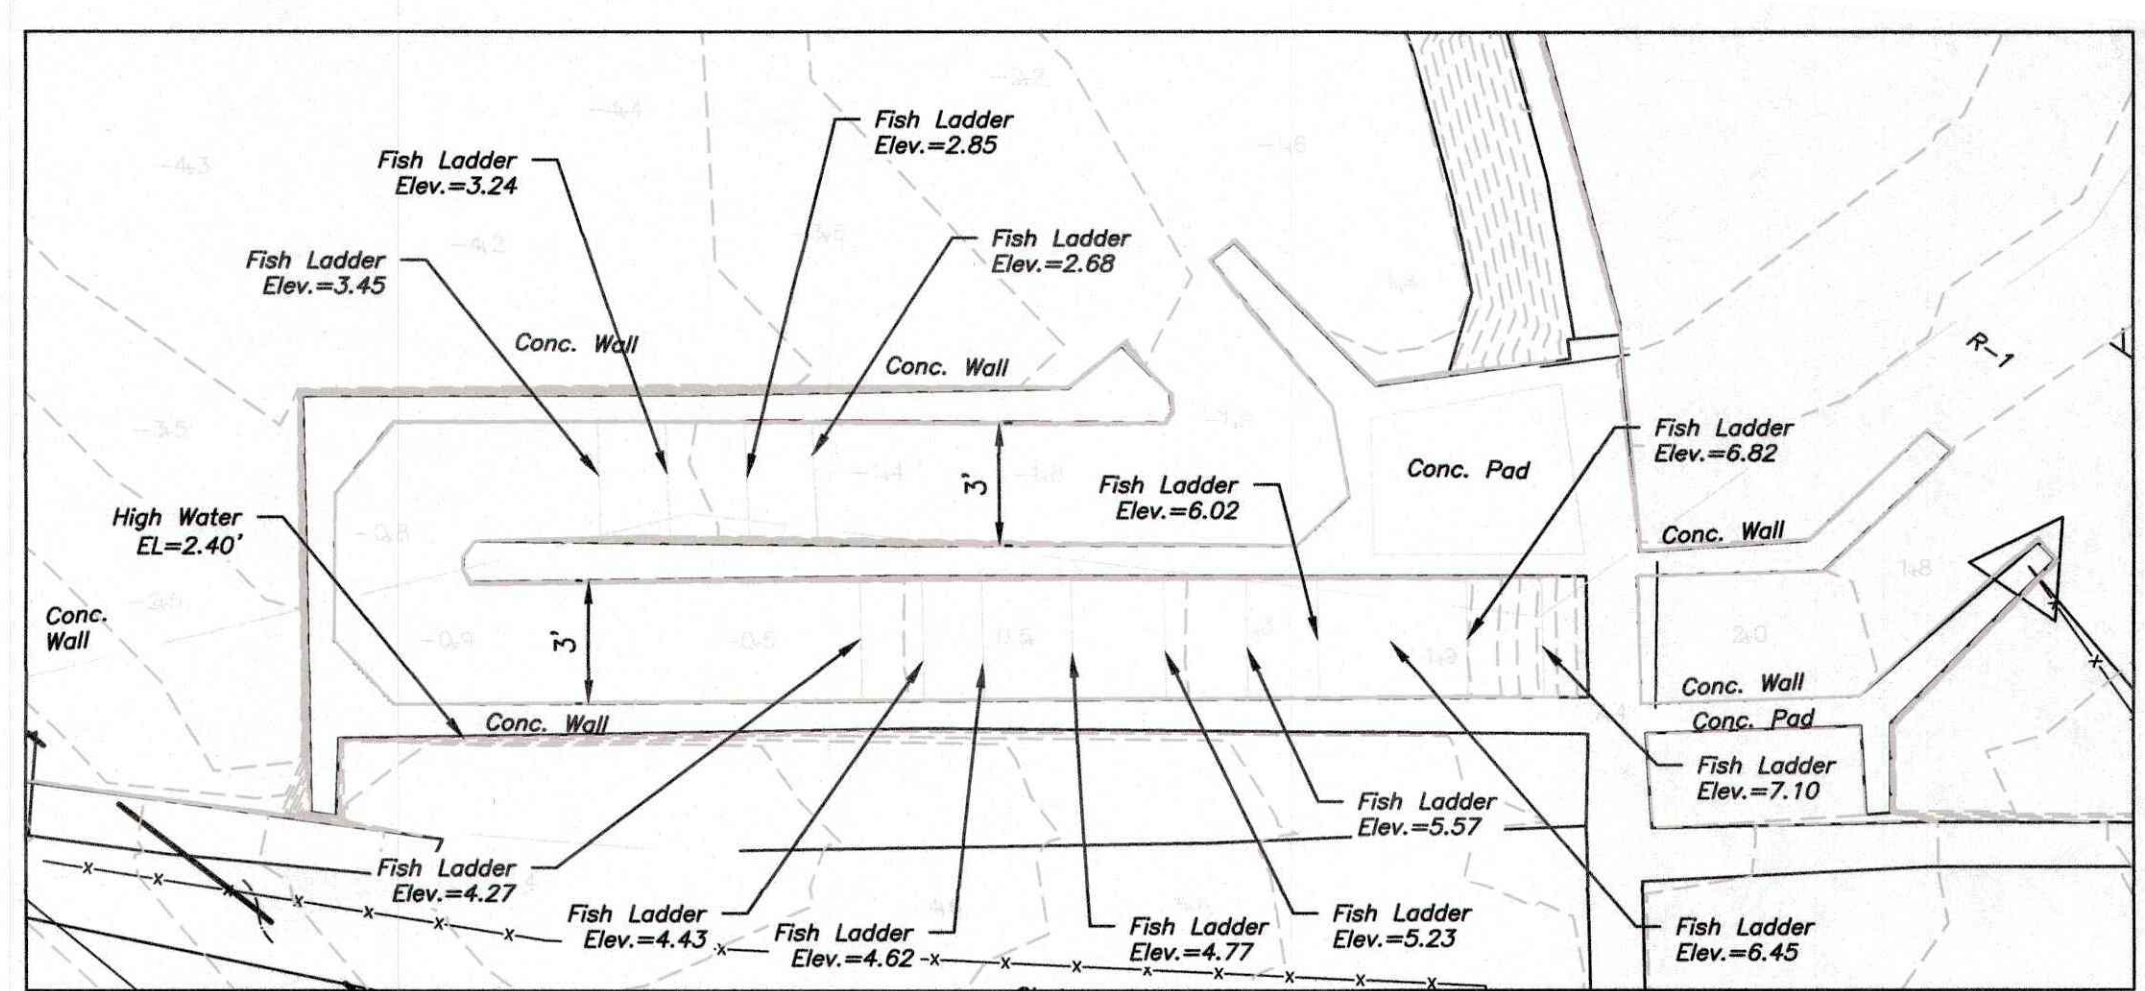 Fish Ladder
Elev.=2.85
Fish Ladder
Elev.=3.24
Fish Ladder
Elev.=2.68
Fish Ladder
Elev.=3.45
Conc. Wall
Conc. Wall
R-1
Fish Ladder
Elev.=6.82
Conc. Pad
3'
Fish Ladder
Elev.=6.02
High Water
EL=2.40'
Conc. Wall
Conc.
Wall
3'
Conc. Wall
Conc. Wall
Conc. Pad
Fish Ladder
Elev.=7.10
Fish Ladder
Elev.=5.57
Fish Ladder
Elev.=4.27
Fish Ladder
Elev.=4.43
Fish Ladder
Elev.=4.62
Fish Ladder
Elev.=4.77
Fish Ladder
Elev.=5.23
Fish Ladder
Elev.=6.45